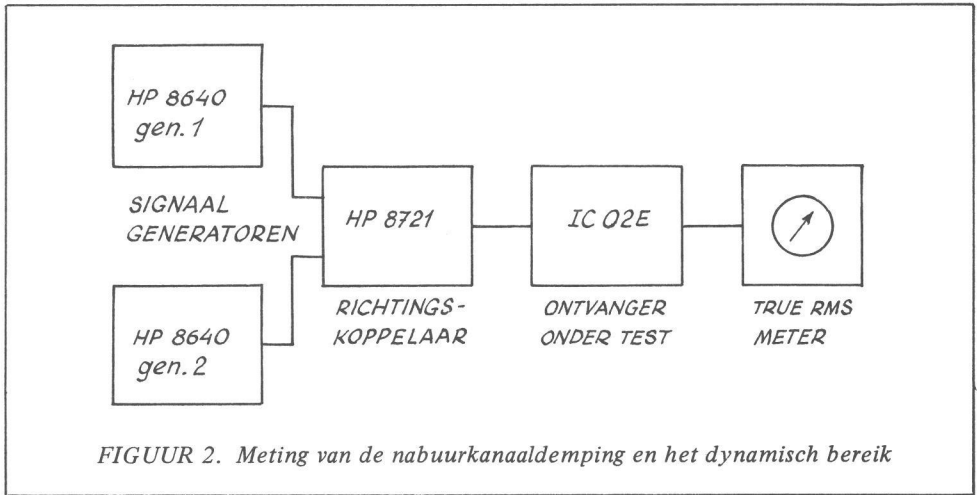 HP 8640
gen. 1
SIGNAAL
GENERATOREN
HP 8640
gen. 2
HP 8721
RICHTINGS-
KOPPELAAR
IC 02E
ONTVANGER
ONDER TEST
TRUE RMS
METER
FIGUUR 2. Meting van de nabuurkanaaldemping en het dynamisch bereik